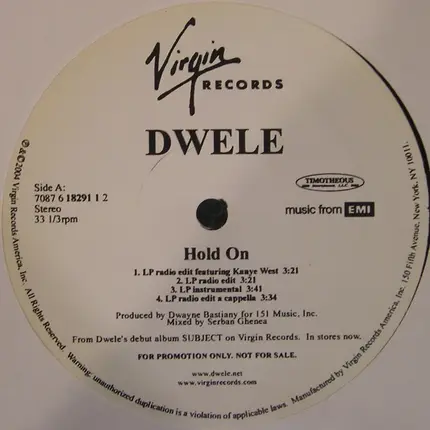 Virgin
RECORDS
DWELE
Side A:
7087 6 18291 1 2
Stereo
33 1/3rpm
TIMOTHEOUS
music from EMI
Hold On
1. LP radio edit featuring Kanye West 3:21
2. LP radio edit 3:21
3. LP instrumental 3:41
4. LP radio edit a cappella 3:34
Produced by Dwayne Bastiany for 151 Music, Inc.
Mixed by Serban Ghenea
From Dwele's debut album SUBJECT on Virgin Records. In stores now.
FOR PROMOTION ONLY. NOT FOR SALE.
www.dwele.net
www.virginrecords.com
℗&©2004 Virgin Records America, Inc. All Rights Reserved. Warning: unauthorized duplication is a violation of applicable laws. Manufactured by Virgin Records America, Inc. 150 Fifth Avenue, NY, NY 10011.